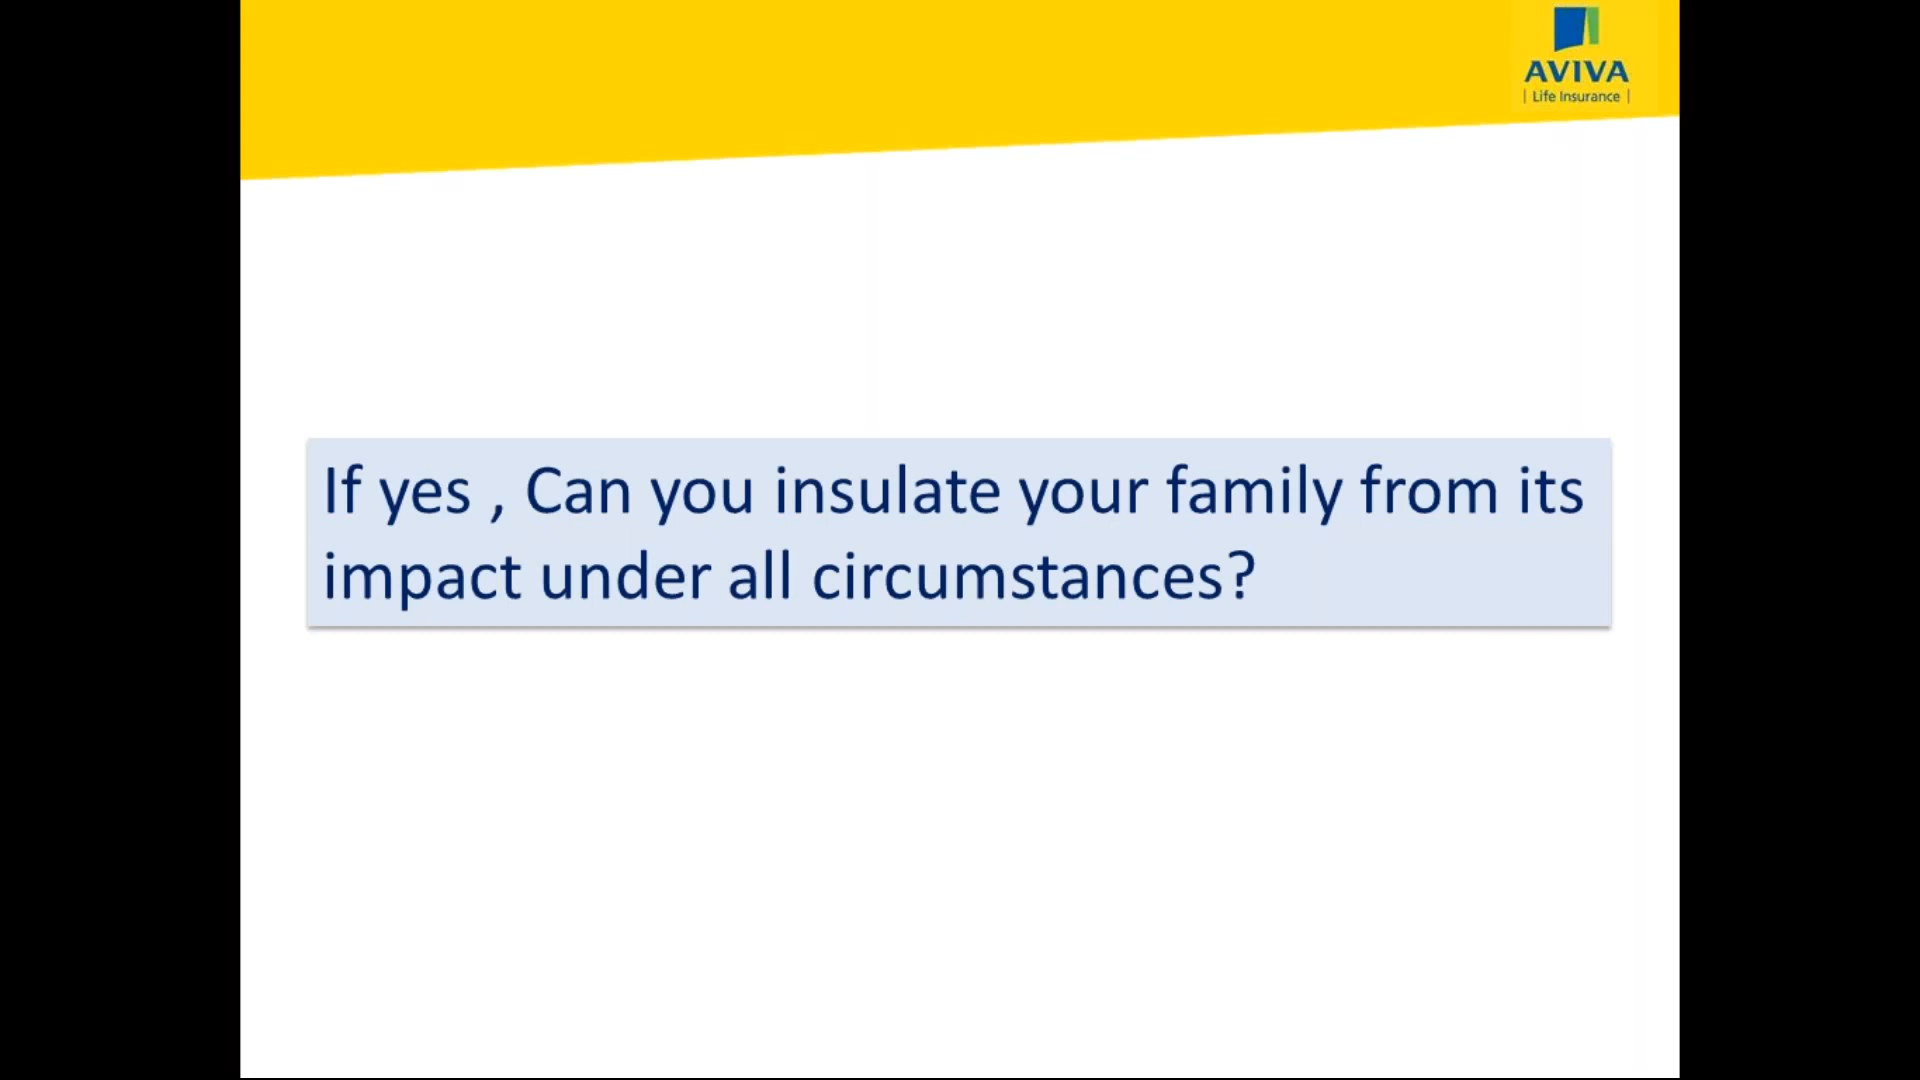 AVIVA
| Life Insurance |
If yes , Can you insulate your family from its
impact under all circumstances?